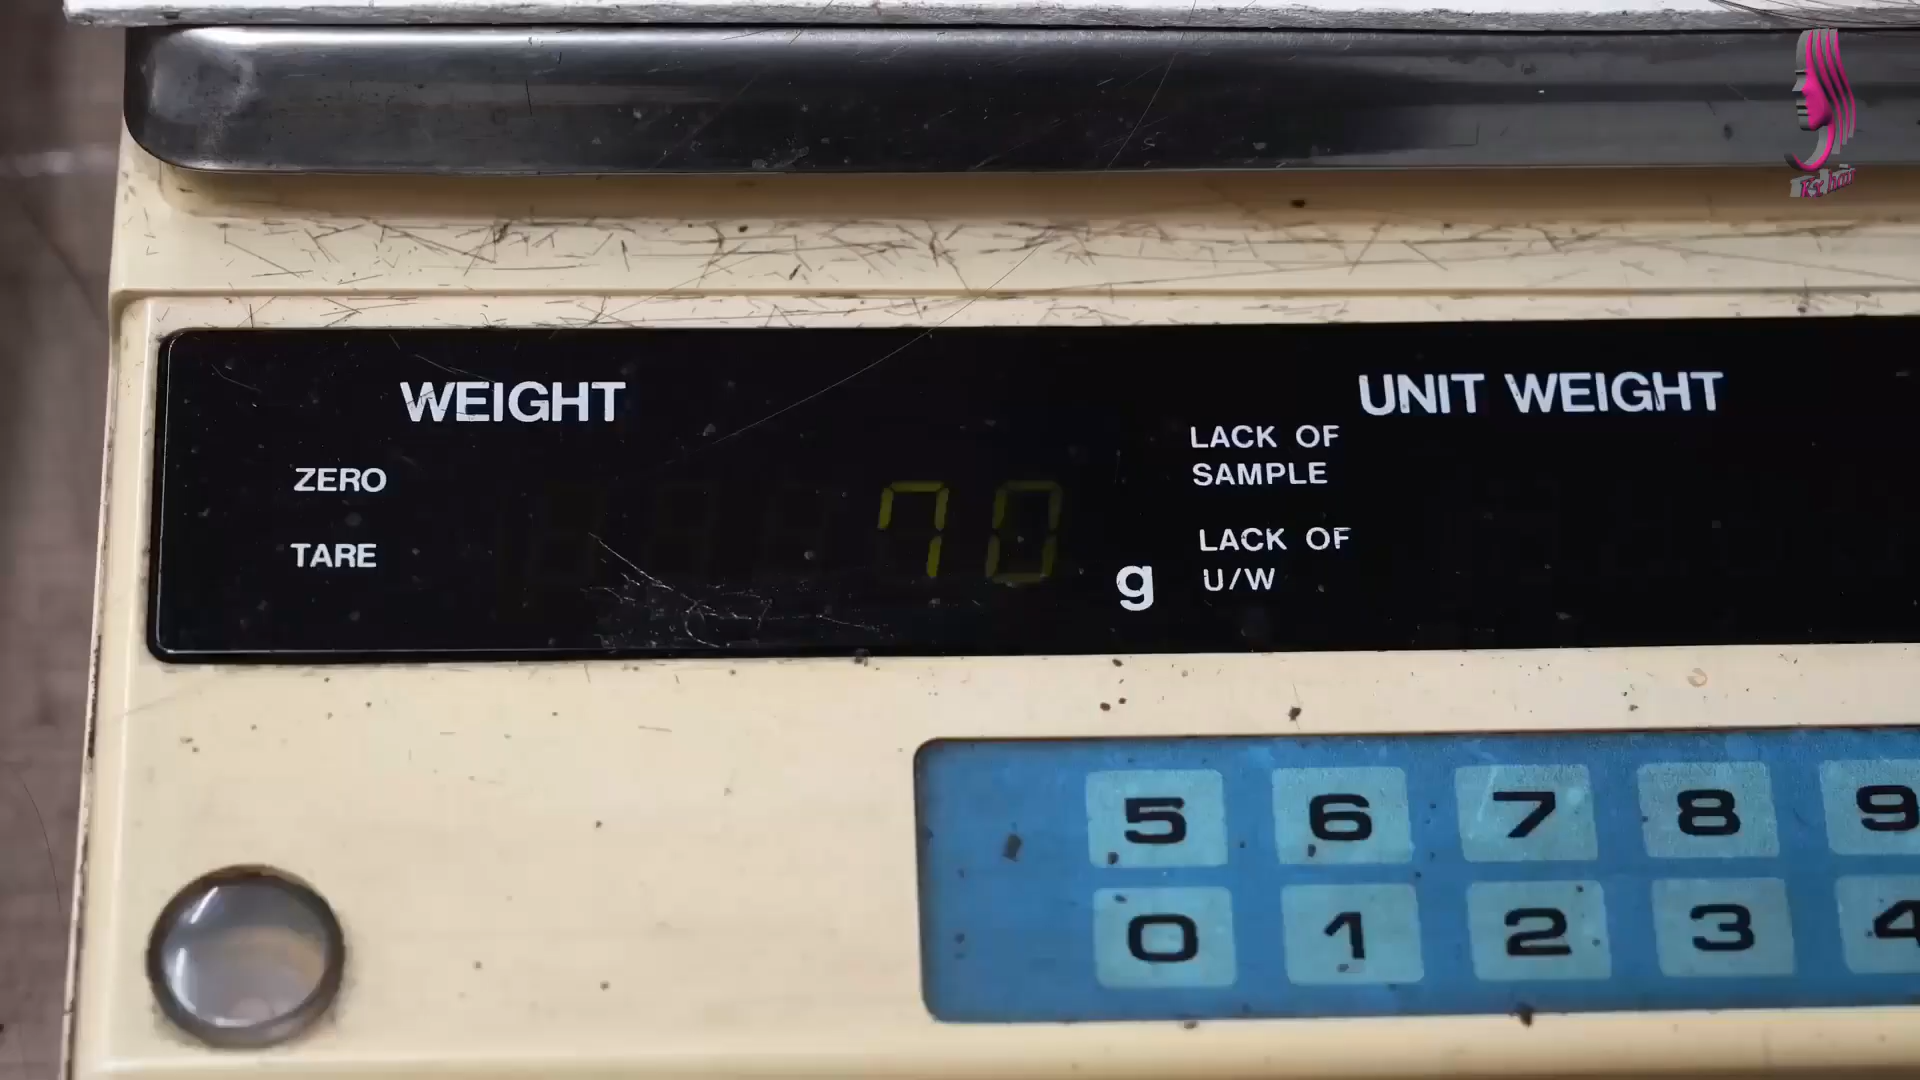 WEIGHT
UNIT WEIGHT
ZERO
TARE
70
g
LACK OF
SAMPLE
LACK OF
U/W
5 6 7 8 9
0 1 2 3 4